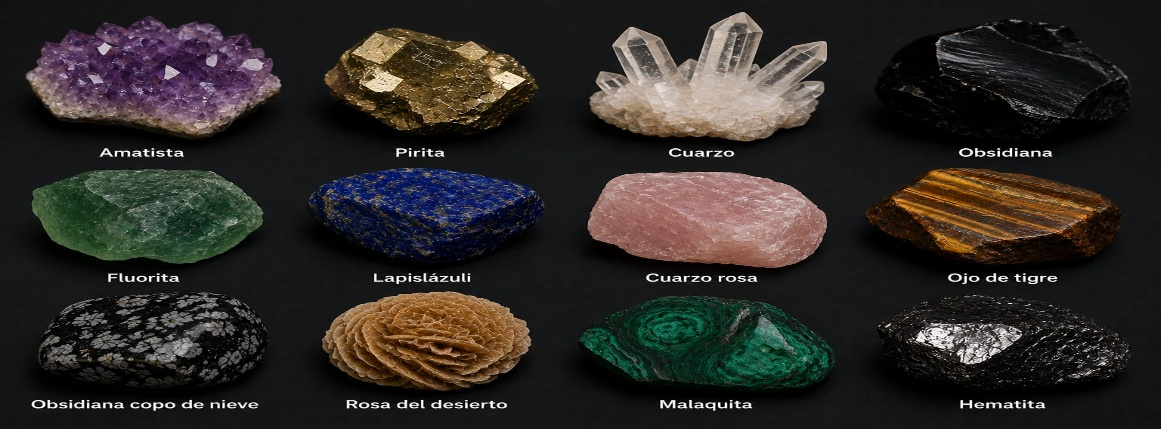 Amatista
Pirita
Cuarzo
Obsidiana
Fluorita
Lapislázuli
Cuarzo rosa
Ojo de tigre
Obsidiana copo de nieve
Rosa del desierto
Malaquita
Hematita